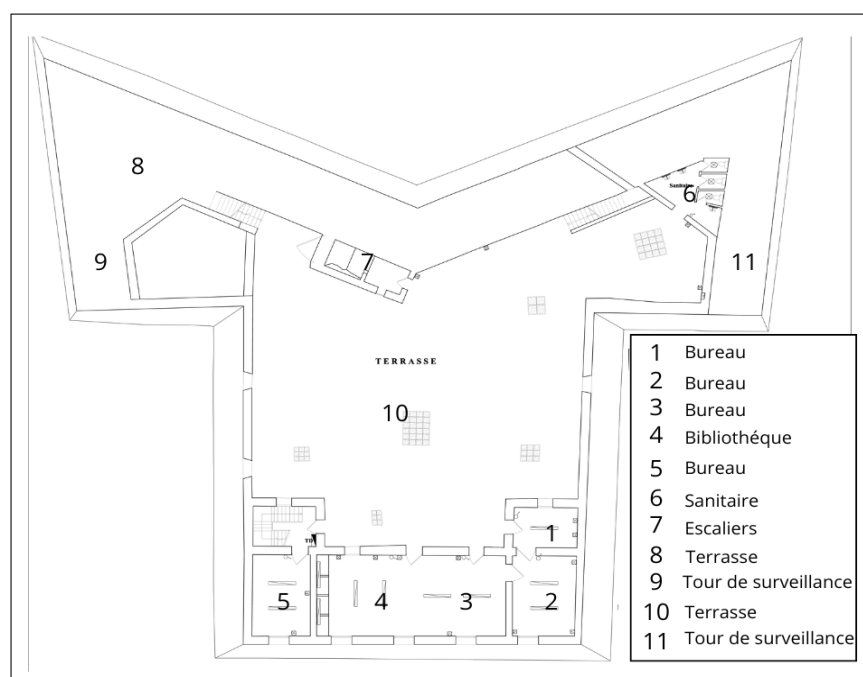 8
Sanitaire
6
7
9
11
TERRASSE
10
1
5
4
3
2
1 Bureau
2 Bureau
3 Bureau
4 Bibliothéque
5 Bureau
6 Sanitaire
7 Escaliers
8 Terrasse
9 Tour de surveillance
10 Terrasse
11 Tour de surveillance